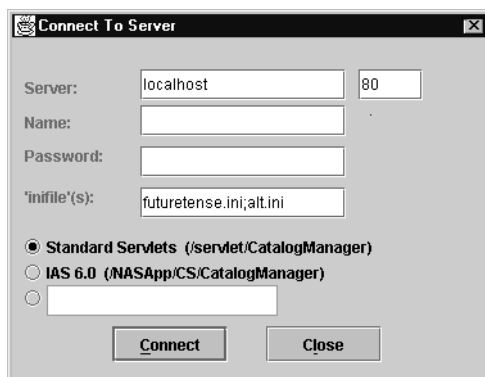 Connect To Server
Server: localhost 80
Name:
Password:
'inifile'(s): futuretense.ini;alt.ini
Standard Servlets (/servlet/CatalogManager)
IAS 6.0 (/NASApp/CS/CatalogManager)
Connect Close